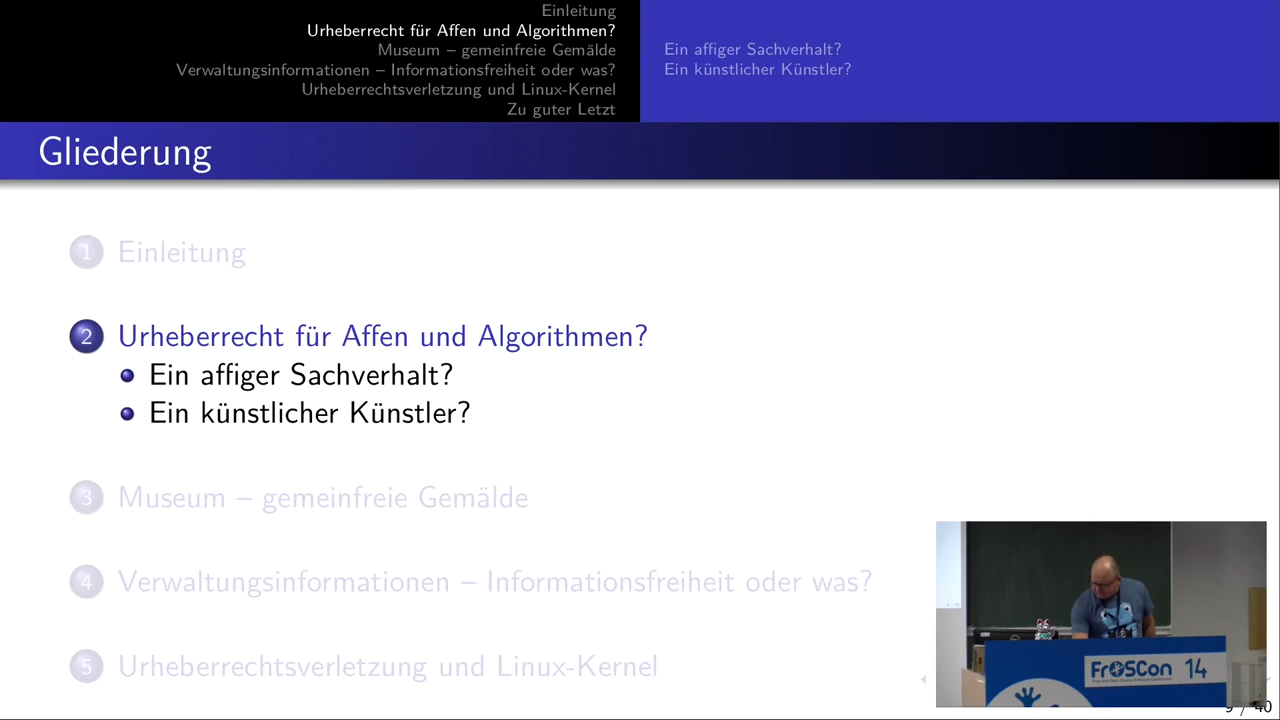 Einleitung
Urheberrecht für Affen und Algorithmen?
Museum – gemeinfreie Gemälde
Verwaltungsinformationen – Informationsfreiheit oder was?
Urheberrechtsverletzung und Linux-Kernel
Zu guter Letzt
Ein affiger Sachverhalt?
Ein künstlicher Künstler?
Gliederung
1 Einleitung
2 Urheberrecht für Affen und Algorithmen?
Ein affiger Sachverhalt?
Ein künstlicher Künstler?
3 Museum – gemeinfreie Gemälde
4 Verwaltungsinformationen – Informationsfreiheit oder was?
5 Urheberrechtsverletzung und Linux-Kernel
FrOSCon 14
9 / 40